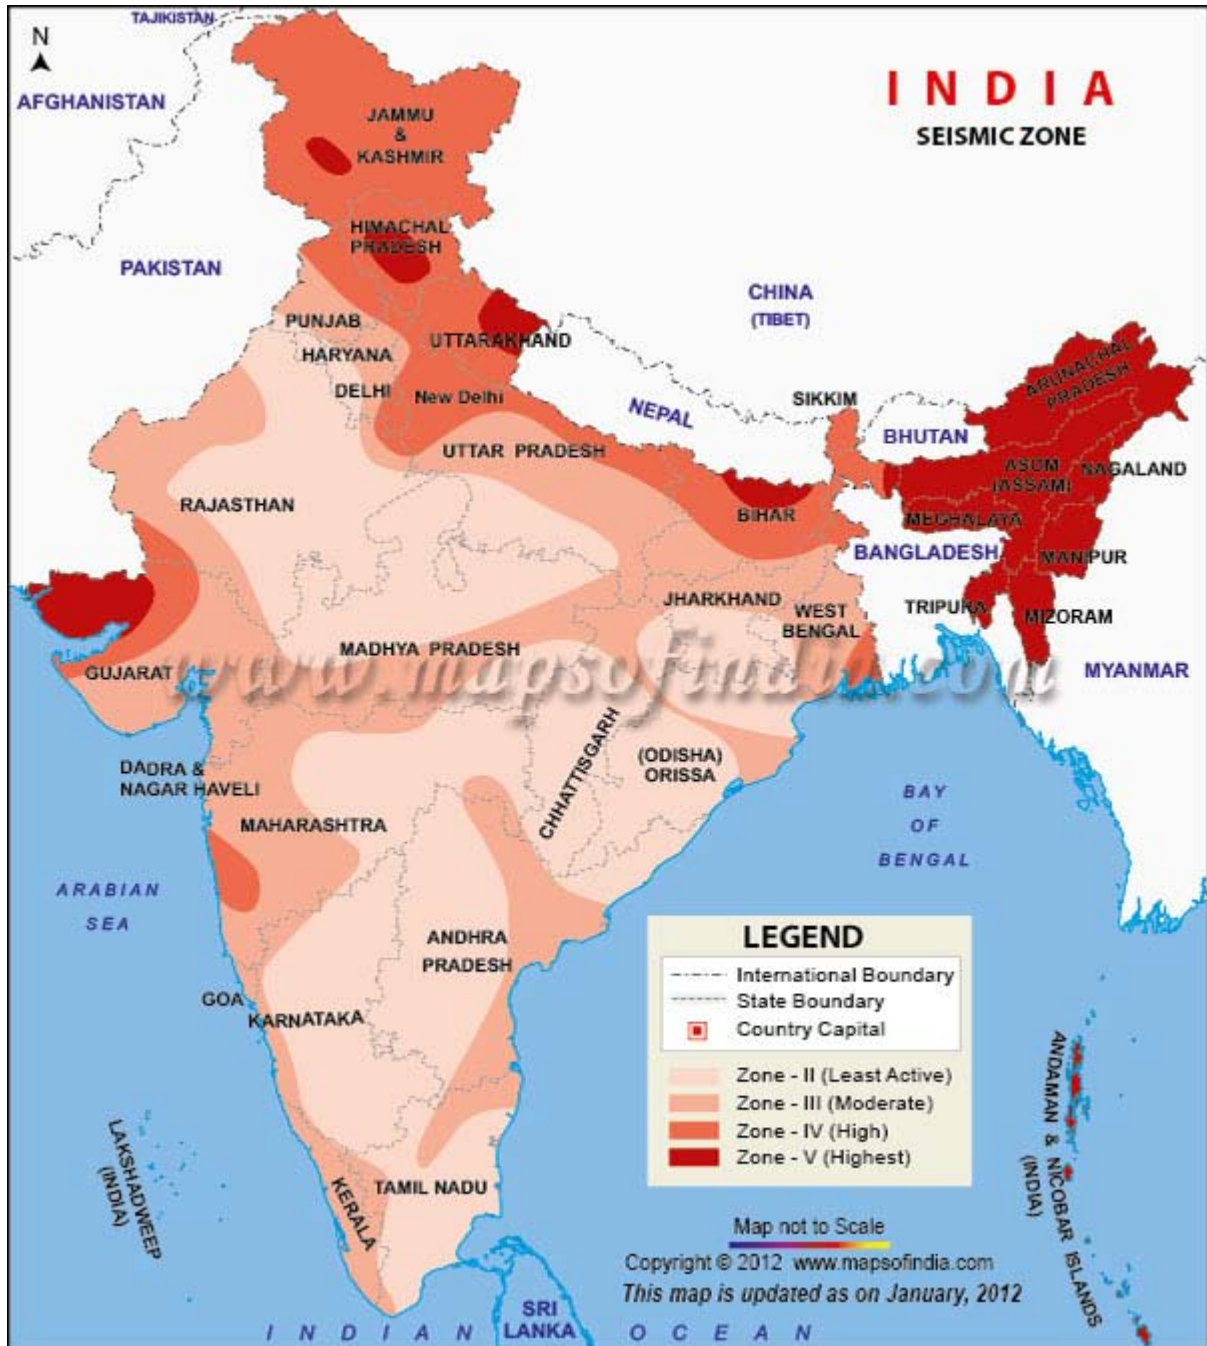 TAJIKISTAN
N
AFGHANISTAN
INDIA
SEISMIC ZONE
JAMMU
&
KASHMIR
HIMACHAL
PRADESH
PAKISTAN
CHINA
(TIBET)
PUNJAB
UTTARAKHAND
HARYANA
DELHI
New Delhi
ARUNACHAL
PRADESH
SIKKIM
NEPAL
BHUTAN
UTTAR PRADESH
ASOM
(ASSAM)
NAGALAND
RAJASTHAN
BIHAR
MEGHALAYA
BANGLADESH
MANIPUR
JHARKHAND
WEST
BENGAL
TRIPURA
MIZORAM
MADHYA PRADESH
www.mapsofindia.com
GUJARAT
MYANMAR
CHHATTISGARH
(ODISHA)
ORISSA
DADRA &
NAGAR HAVELI
MAHARASHTRA
BAY
OF
BENGAL
ARABIAN
SEA
ANDHRA
PRADESH
GOA
KARNATAKA
LEGEND
International Boundary
State Boundary
Country Capital
Zone - II (Least Active)
Zone - III (Moderate)
Zone - IV (High)
Zone - V (Highest)
ANDAMAN & NICOBAR ISLANDS
(INDIA)
LAKSHADWEEP
(INDIA)
KERALA
TAMIL NADU
Map not to Scale
Copyright © 2012 www.mapsofindia.com
This map is updated as on January, 2012
SRI
LANKA
INDIAN OCEAN